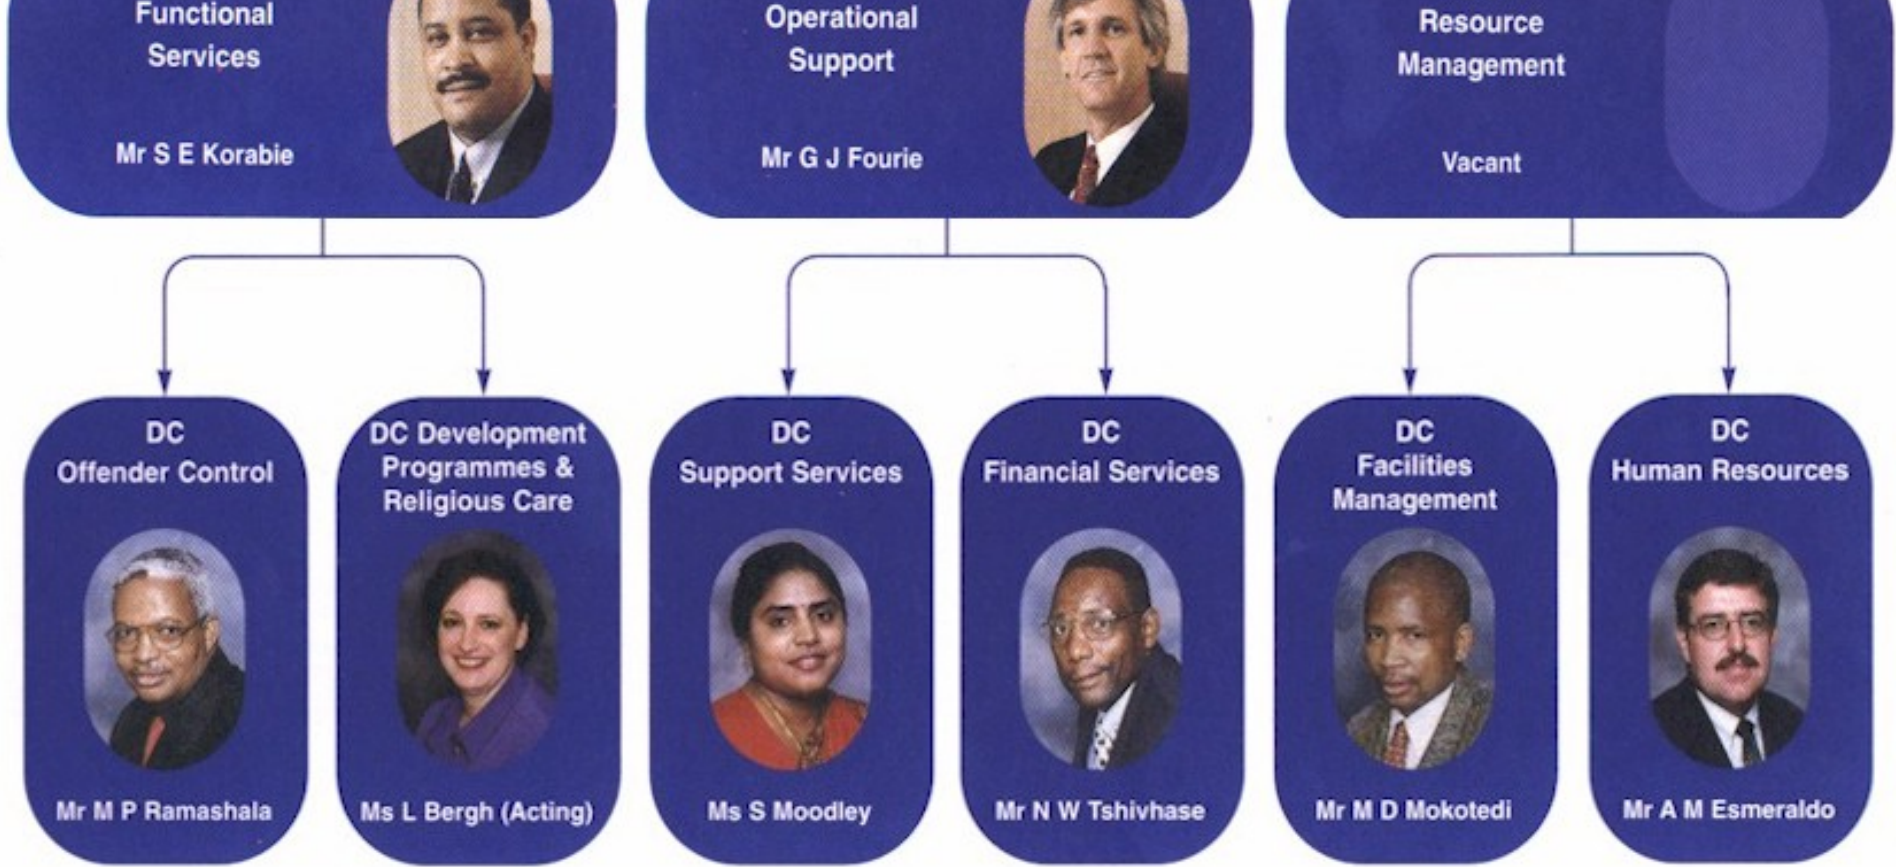 Functional
Services
Mr S E Korabie
Operational
Support
Mr G J Fourie
Resource
Management
Vacant
DC
Offender Control
Mr M P Ramashala
DC Development
Programmes &
Religious Care
Ms L Bergh (Acting)
DC
Support Services
Ms S Moodley
DC
Financial Services
Mr N W Tshivhase
DC
Facilities
Management
Mr M D Mokotedi
DC
Human Resources
Mr A M Esmeraldo